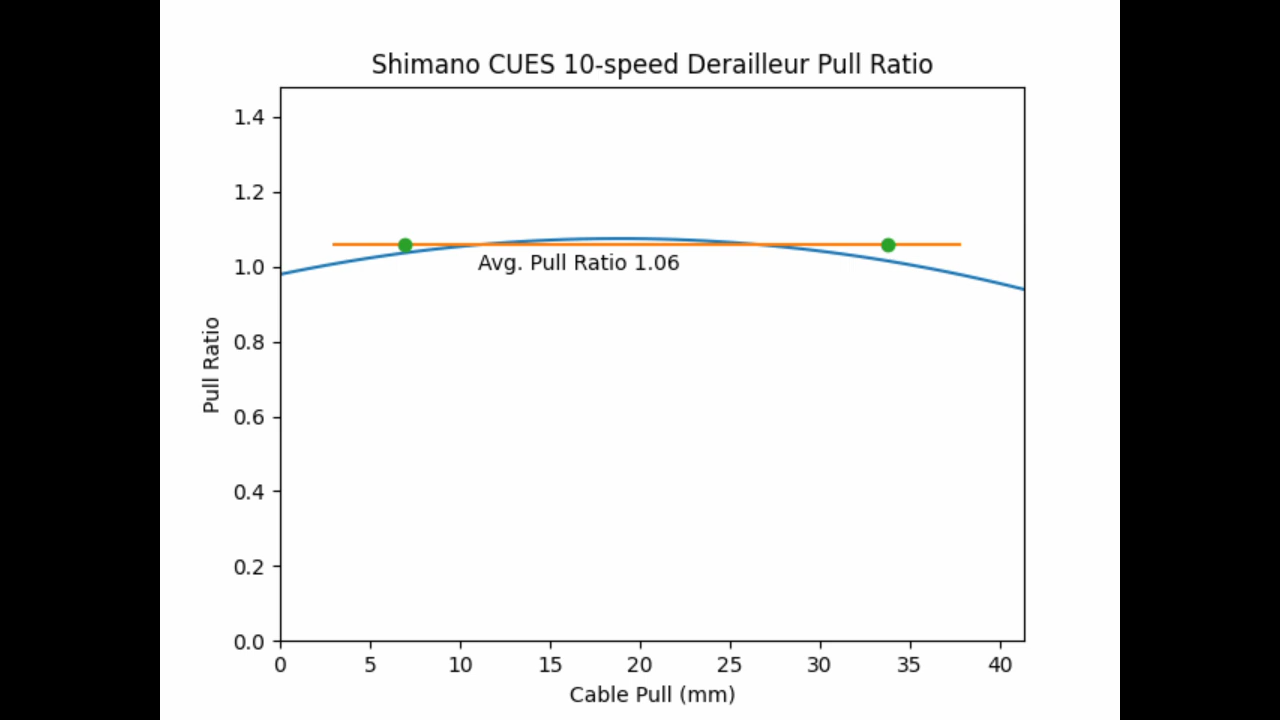 Shimano CUES 10-speed Derailleur Pull Ratio
1.4
1.2
1.0
0.8
0.6
0.4
0.2
0.0
Pull Ratio
Avg. Pull Ratio 1.06
0 5 10 15 20 25 30 35 40
Cable Pull (mm)